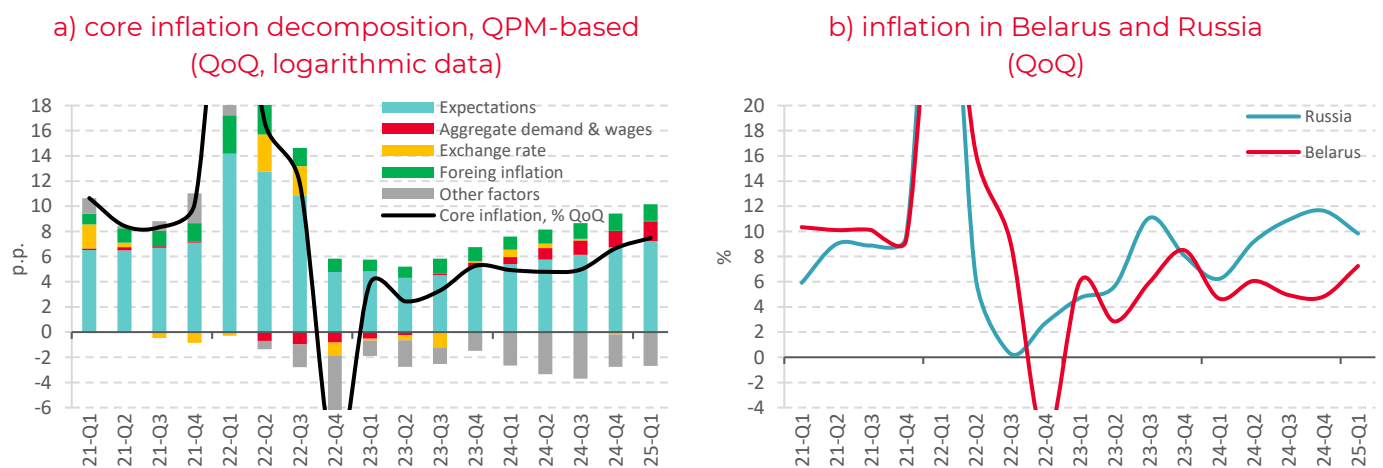 a) core inflation decomposition, QPM-based
(QoQ, logarithmic data)
18
16
14
12
10
8
6
4
2
0
-2
-4
-6
p.p.
Expectations
Aggregate demand & wages
Exchange rate
Foreing inflation
Other factors
Core inflation, % QoQ
21-Q1
21-Q2
21-Q3
21-Q4
22-Q1
22-Q2
22-Q3
22-Q4
23-Q1
23-Q2
23-Q3
23-Q4
24-Q1
24-Q2
24-Q3
24-Q4
25-Q1
b) inflation in Belarus and Russia
(QoQ)
20
18
16
14
12
10
8
6
4
2
0
-2
-4
%
Russia
Belarus
21-Q1
21-Q2
21-Q3
21-Q4
22-Q1
22-Q2
22-Q3
22-Q4
23-Q1
23-Q2
23-Q3
23-Q4
24-Q1
24-Q2
24-Q3
24-Q4
25-Q1